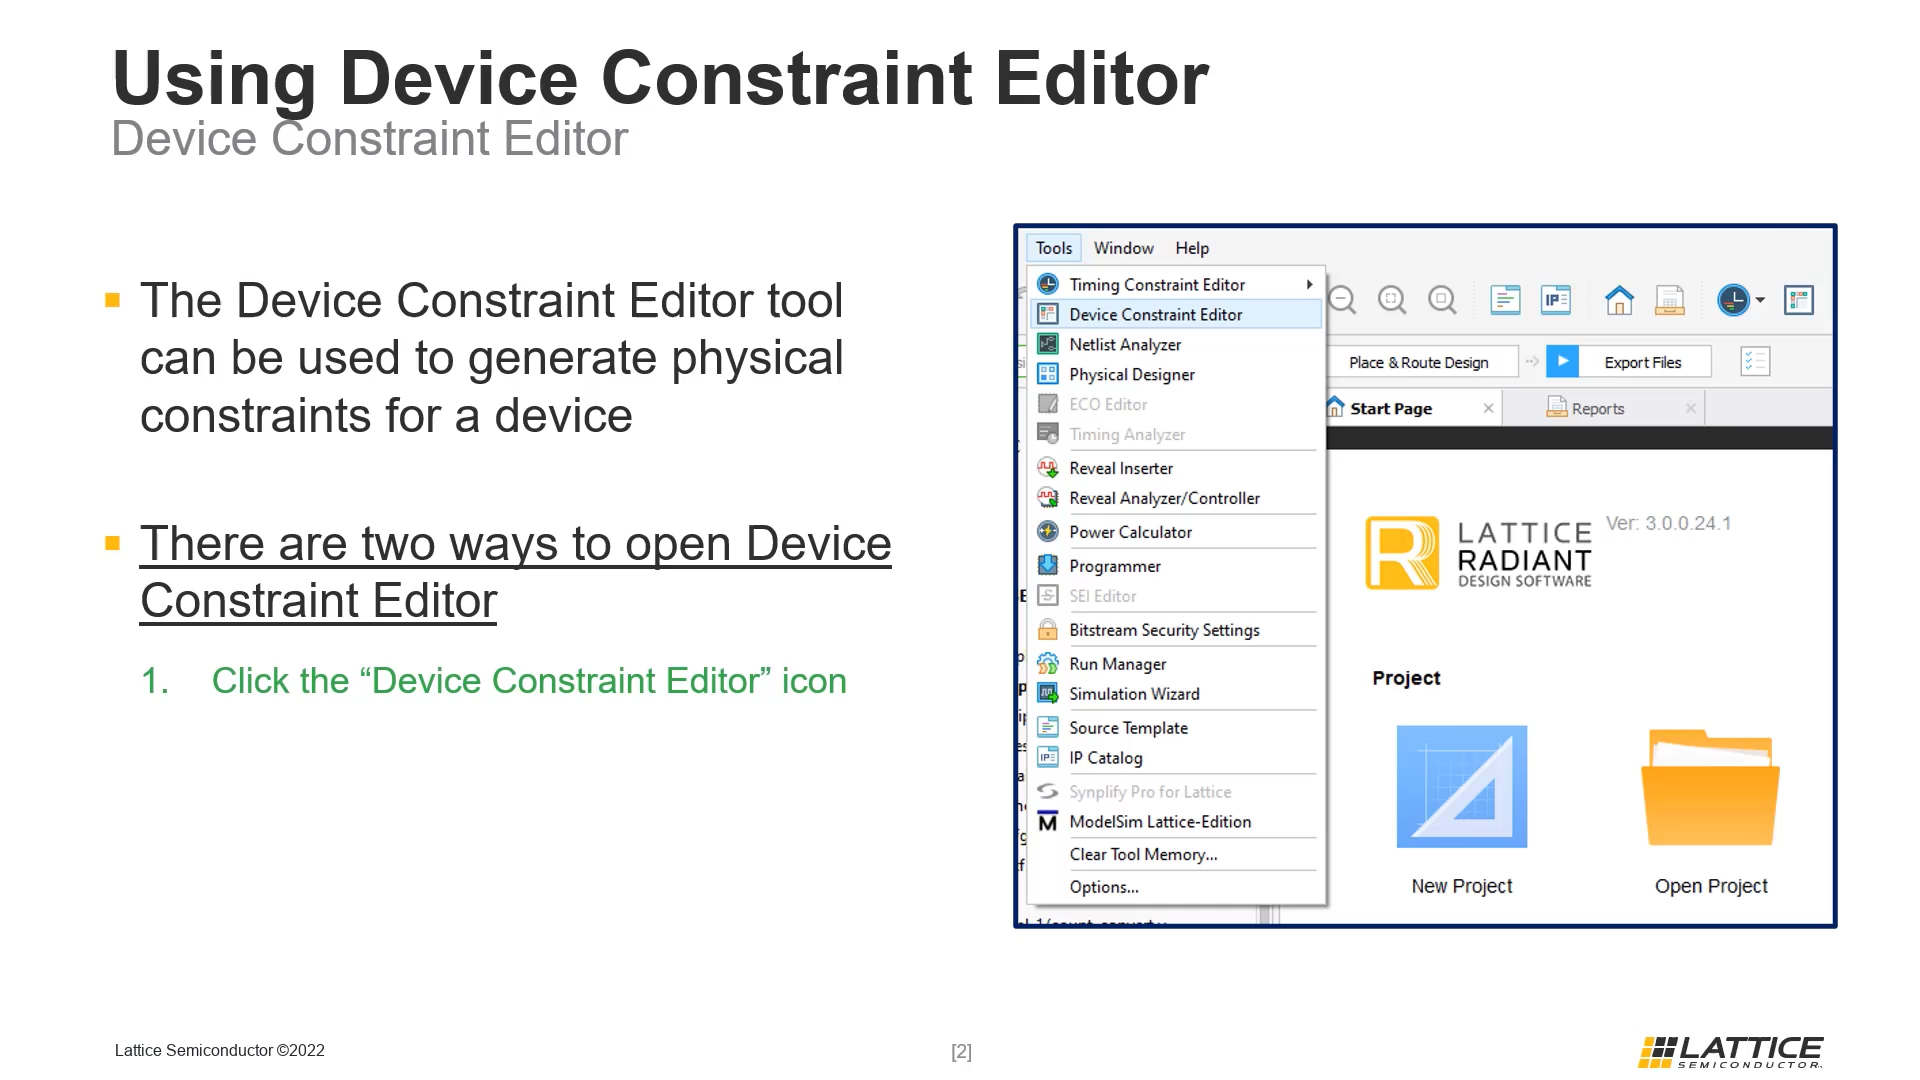 Using Device Constraint Editor
Device Constraint Editor
The Device Constraint Editor tool
can be used to generate physical
constraints for a device
There are two ways to open Device
Constraint Editor
1. Click the “Device Constraint Editor” icon
Tools Window Help
Timing Constraint Editor
Device Constraint Editor
Netlist Analyzer
Physical Designer
ECO Editor
Timing Analyzer
Reveal Inserter
Reveal Analyzer/Controller
Power Calculator
Programmer
SEI Editor
Bitstream Security Settings
Run Manager
Simulation Wizard
Source Template
IP Catalog
Synplify Pro for Lattice
ModelSim Lattice-Edition
Clear Tool Memory...
Options...
Place & Route Design Export Files
Start Page Reports
LATTICE Ver: 3.0.0.24.1
RADIANT
DESIGN SOFTWARE
Project
New Project Open Project
Lattice Semiconductor ©2022
[2]
LATTICE
SEMICONDUCTOR